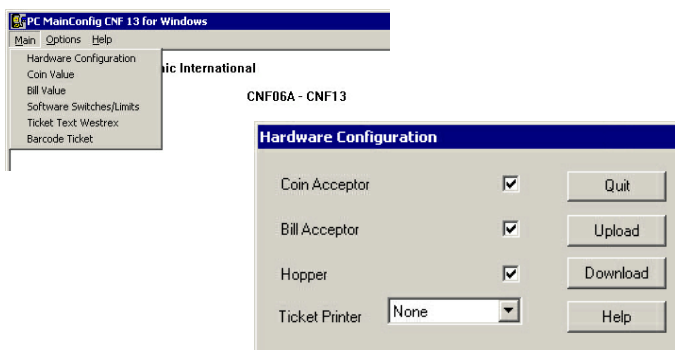 PC MainConfig CNF 13 for Windows
Main Options Help
Hardware Configuration
Coin Value
Bill Value
Software Switches/Limits
Ticket Text Westrex
Barcode Ticket
ic International
CNF06A - CNF13
Hardware Configuration
Coin Acceptor
Quit
Bill Acceptor
Upload
Hopper
Download
Ticket Printer None
Help